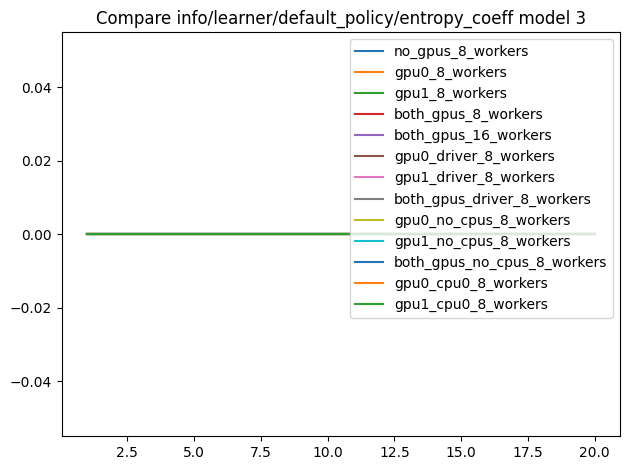 Compare info/learner/default_policy/entropy_coeff model 3
no_gpus_8_workers
gpu0_8_workers
gpu1_8_workers
both_gpus_8_workers
both_gpus_16_workers
gpu0_driver_8_workers
gpu1_driver_8_workers
both_gpus_driver_8_workers
gpu0_no_cpus_8_workers
gpu1_no_cpus_8_workers
both_gpus_no_cpus_8_workers
gpu0_cpu0_8_workers
gpu1_cpu0_8_workers
0.04
0.02
0.00
−0.02
−0.04
2.5 5.0 7.5 10.0 12.5 15.0 17.5 20.0